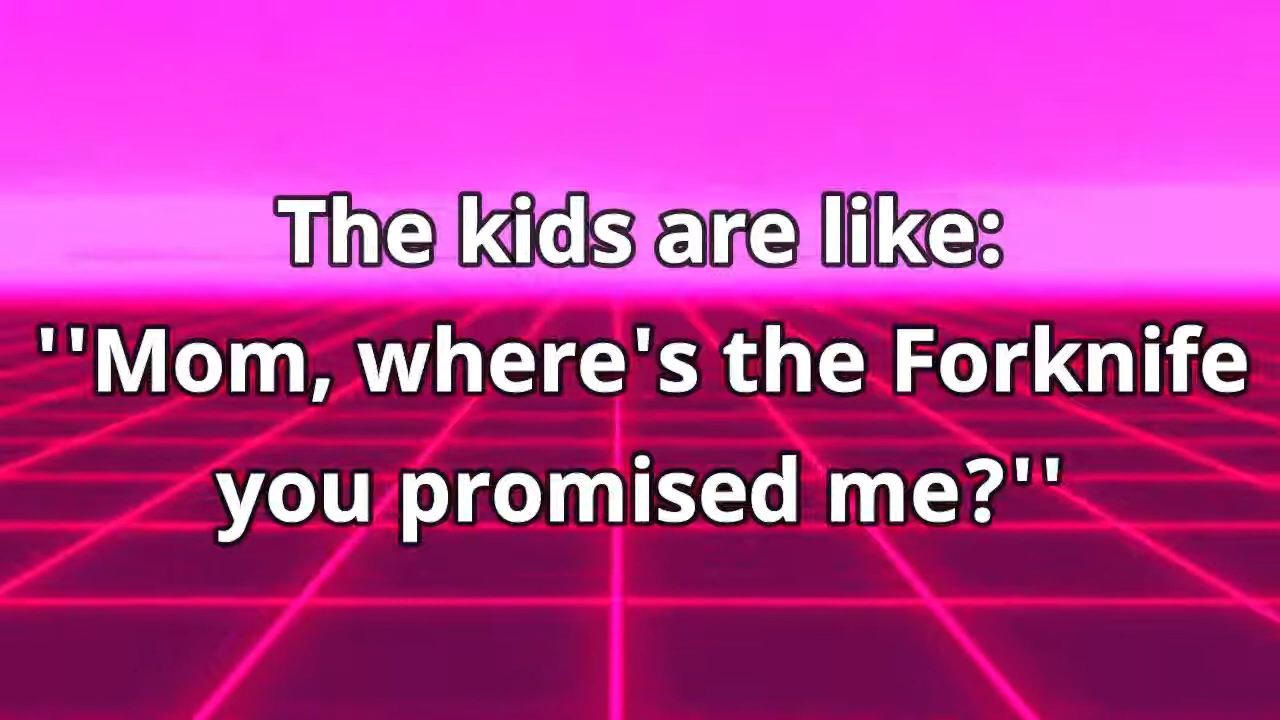 The kids are like:
''Mom, where's the Forknife
you promised me?''